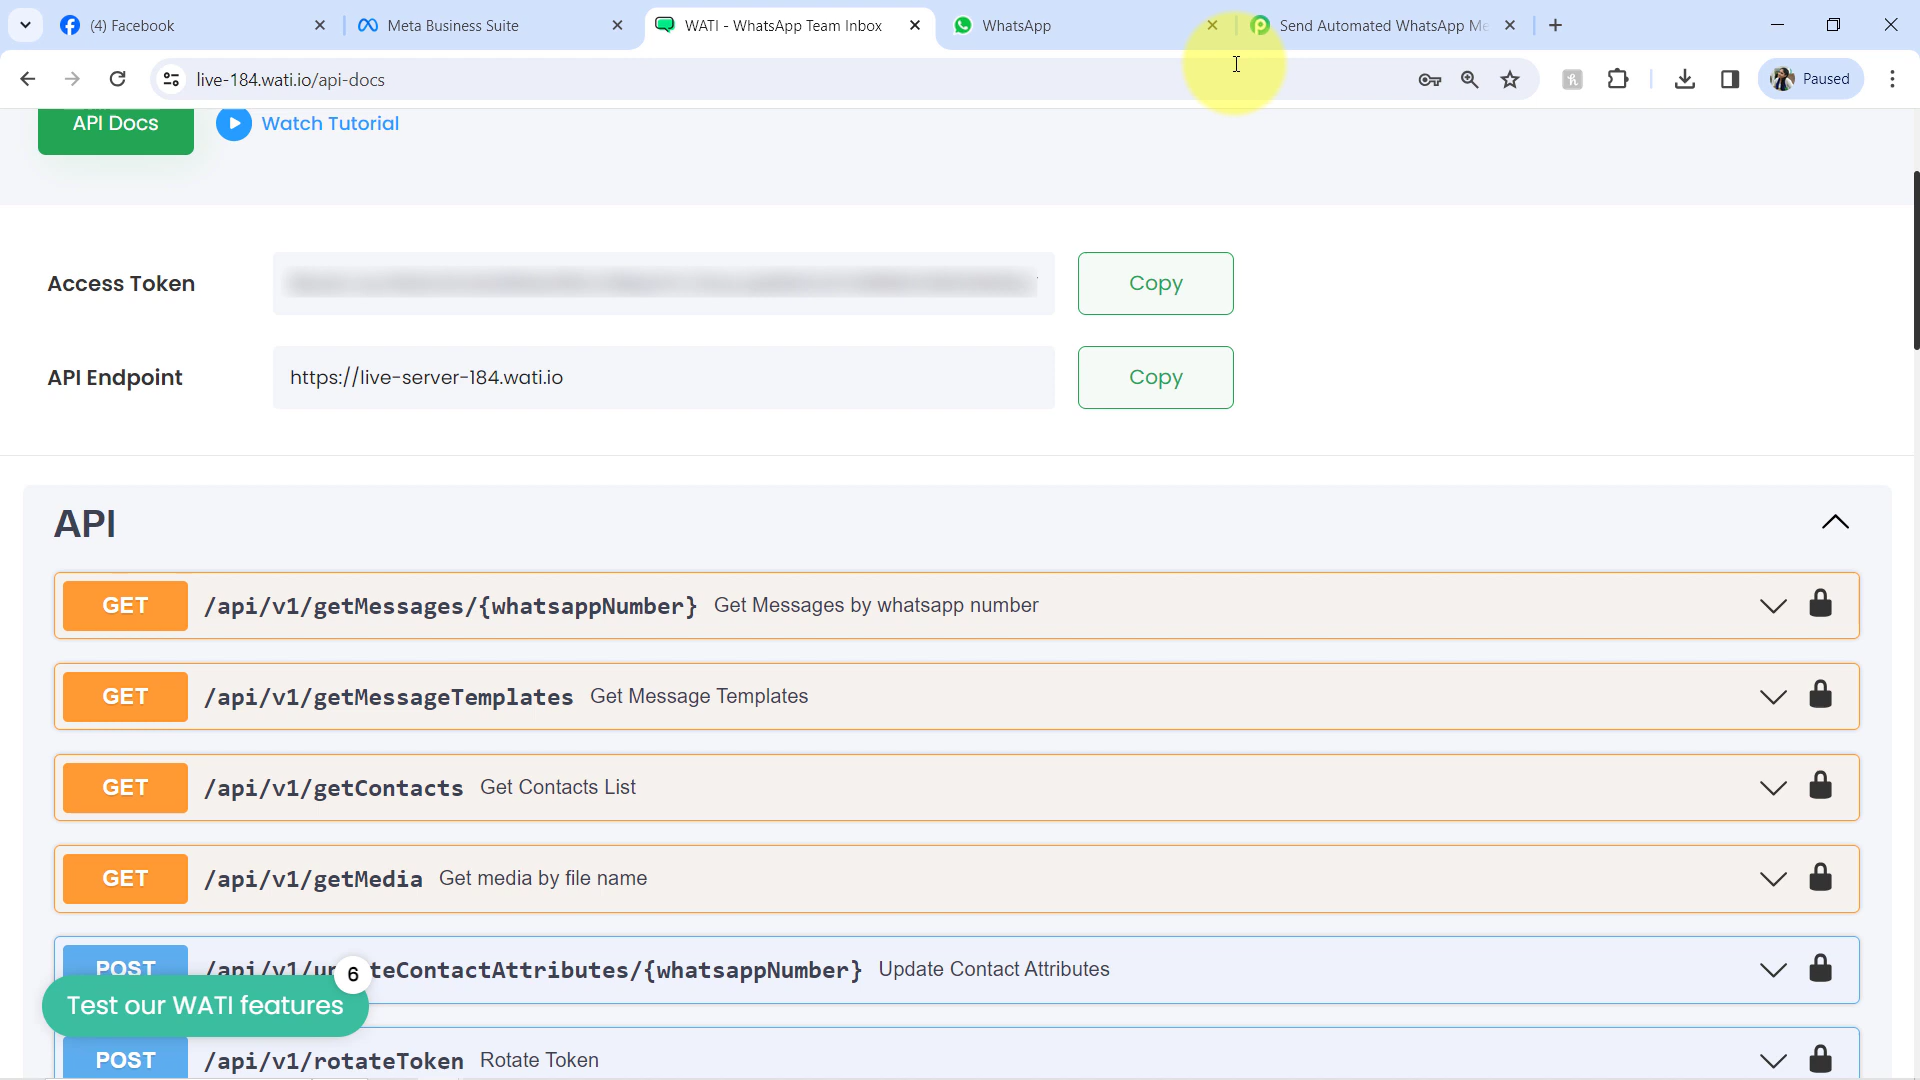 (4) Facebook
Meta Business Suite
WATI - WhatsApp Team Inbox
WhatsApp
Send Automated WhatsApp Me
live-184.wati.io/api-docs
Paused
API Docs
Watch Tutorial
Access Token
Copy
API Endpoint
https://live-server-184.wati.io
Copy
API
GET /api/v1/getMessages/{whatsappNumber} Get Messages by whatsapp number
GET /api/v1/getMessageTemplates Get Message Templates
GET /api/v1/getContacts Get Contacts List
GET /api/v1/getMedia Get media by file name
POST /api/v1/up teContactAttributes/{whatsappNumber} Update Contact Attributes
6
Test our WATI features
POST /api/v1/rotateToken Rotate Token